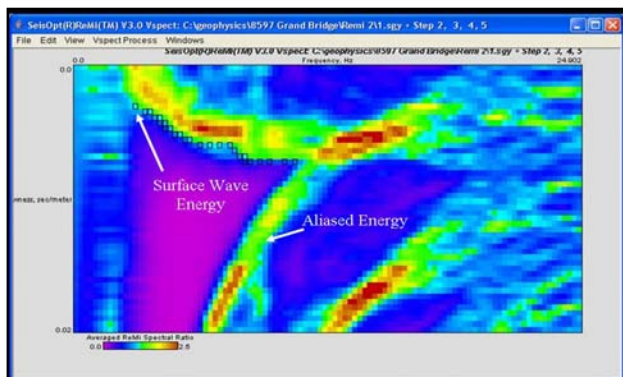 SeisOpt(R)ReMi(TM) V3.0 Vspect: C:\geophysics\8597 Grand Bridge\Remi 2\1.sgy - Step 2, 3, 4, 5
File Edit View Vspect Process Windows
SeisOpt(R)ReMi(TM) V3.0 Vspect: C:\geophysics\8597 Grand Bridge\Remi 2\1.sgy - Step 2, 3, 4, 5
0.0 Frequency, Hz 24.902
0.0
Surface Wave
Energy
wness, sec/meter
Aliased Energy
0.02
Averaged ReMi Spectral Ratio
0.0 2.5